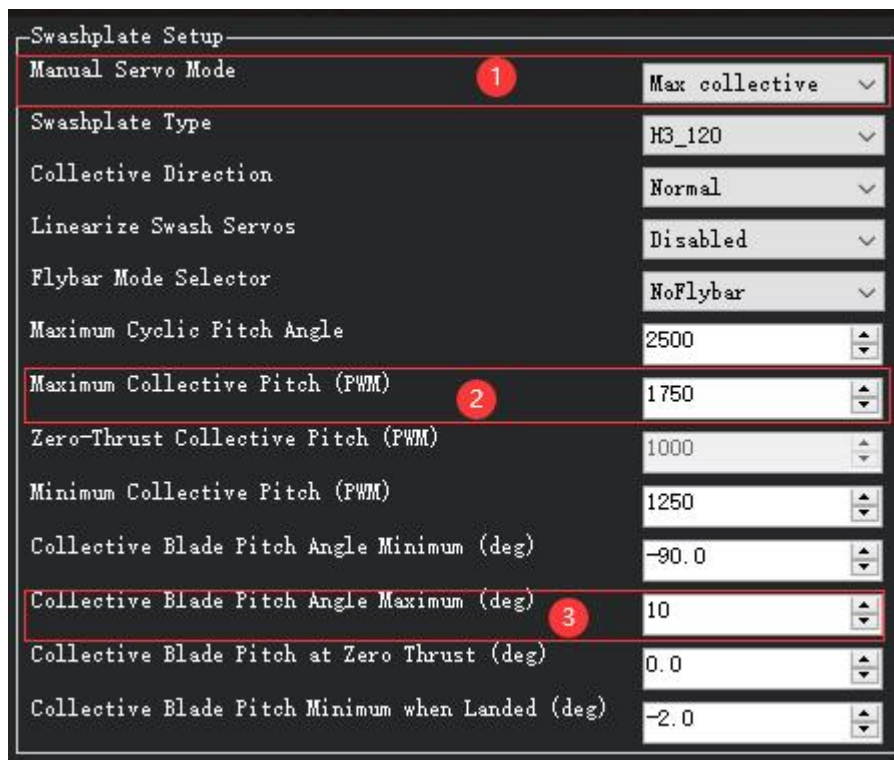 Swashplate Setup
Manual Servo Mode 1 Max collective
Swashplate Type H3_120
Collective Direction Normal
Linearize Swash Servos Disabled
Flybar Mode Selector NoFlybar
Maximum Cyclic Pitch Angle 2500
Maximum Collective Pitch (PWM) 2 1750
Zero-Thrust Collective Pitch (PWM) 1000
Minimum Collective Pitch (PWM) 1250
Collective Blade Pitch Angle Minimum (deg) -90.0
Collective Blade Pitch Angle Maximum (deg) 3 10
Collective Blade Pitch at Zero Thrust (deg) 0.0
Collective Blade Pitch Minimum when Landed (deg) -2.0